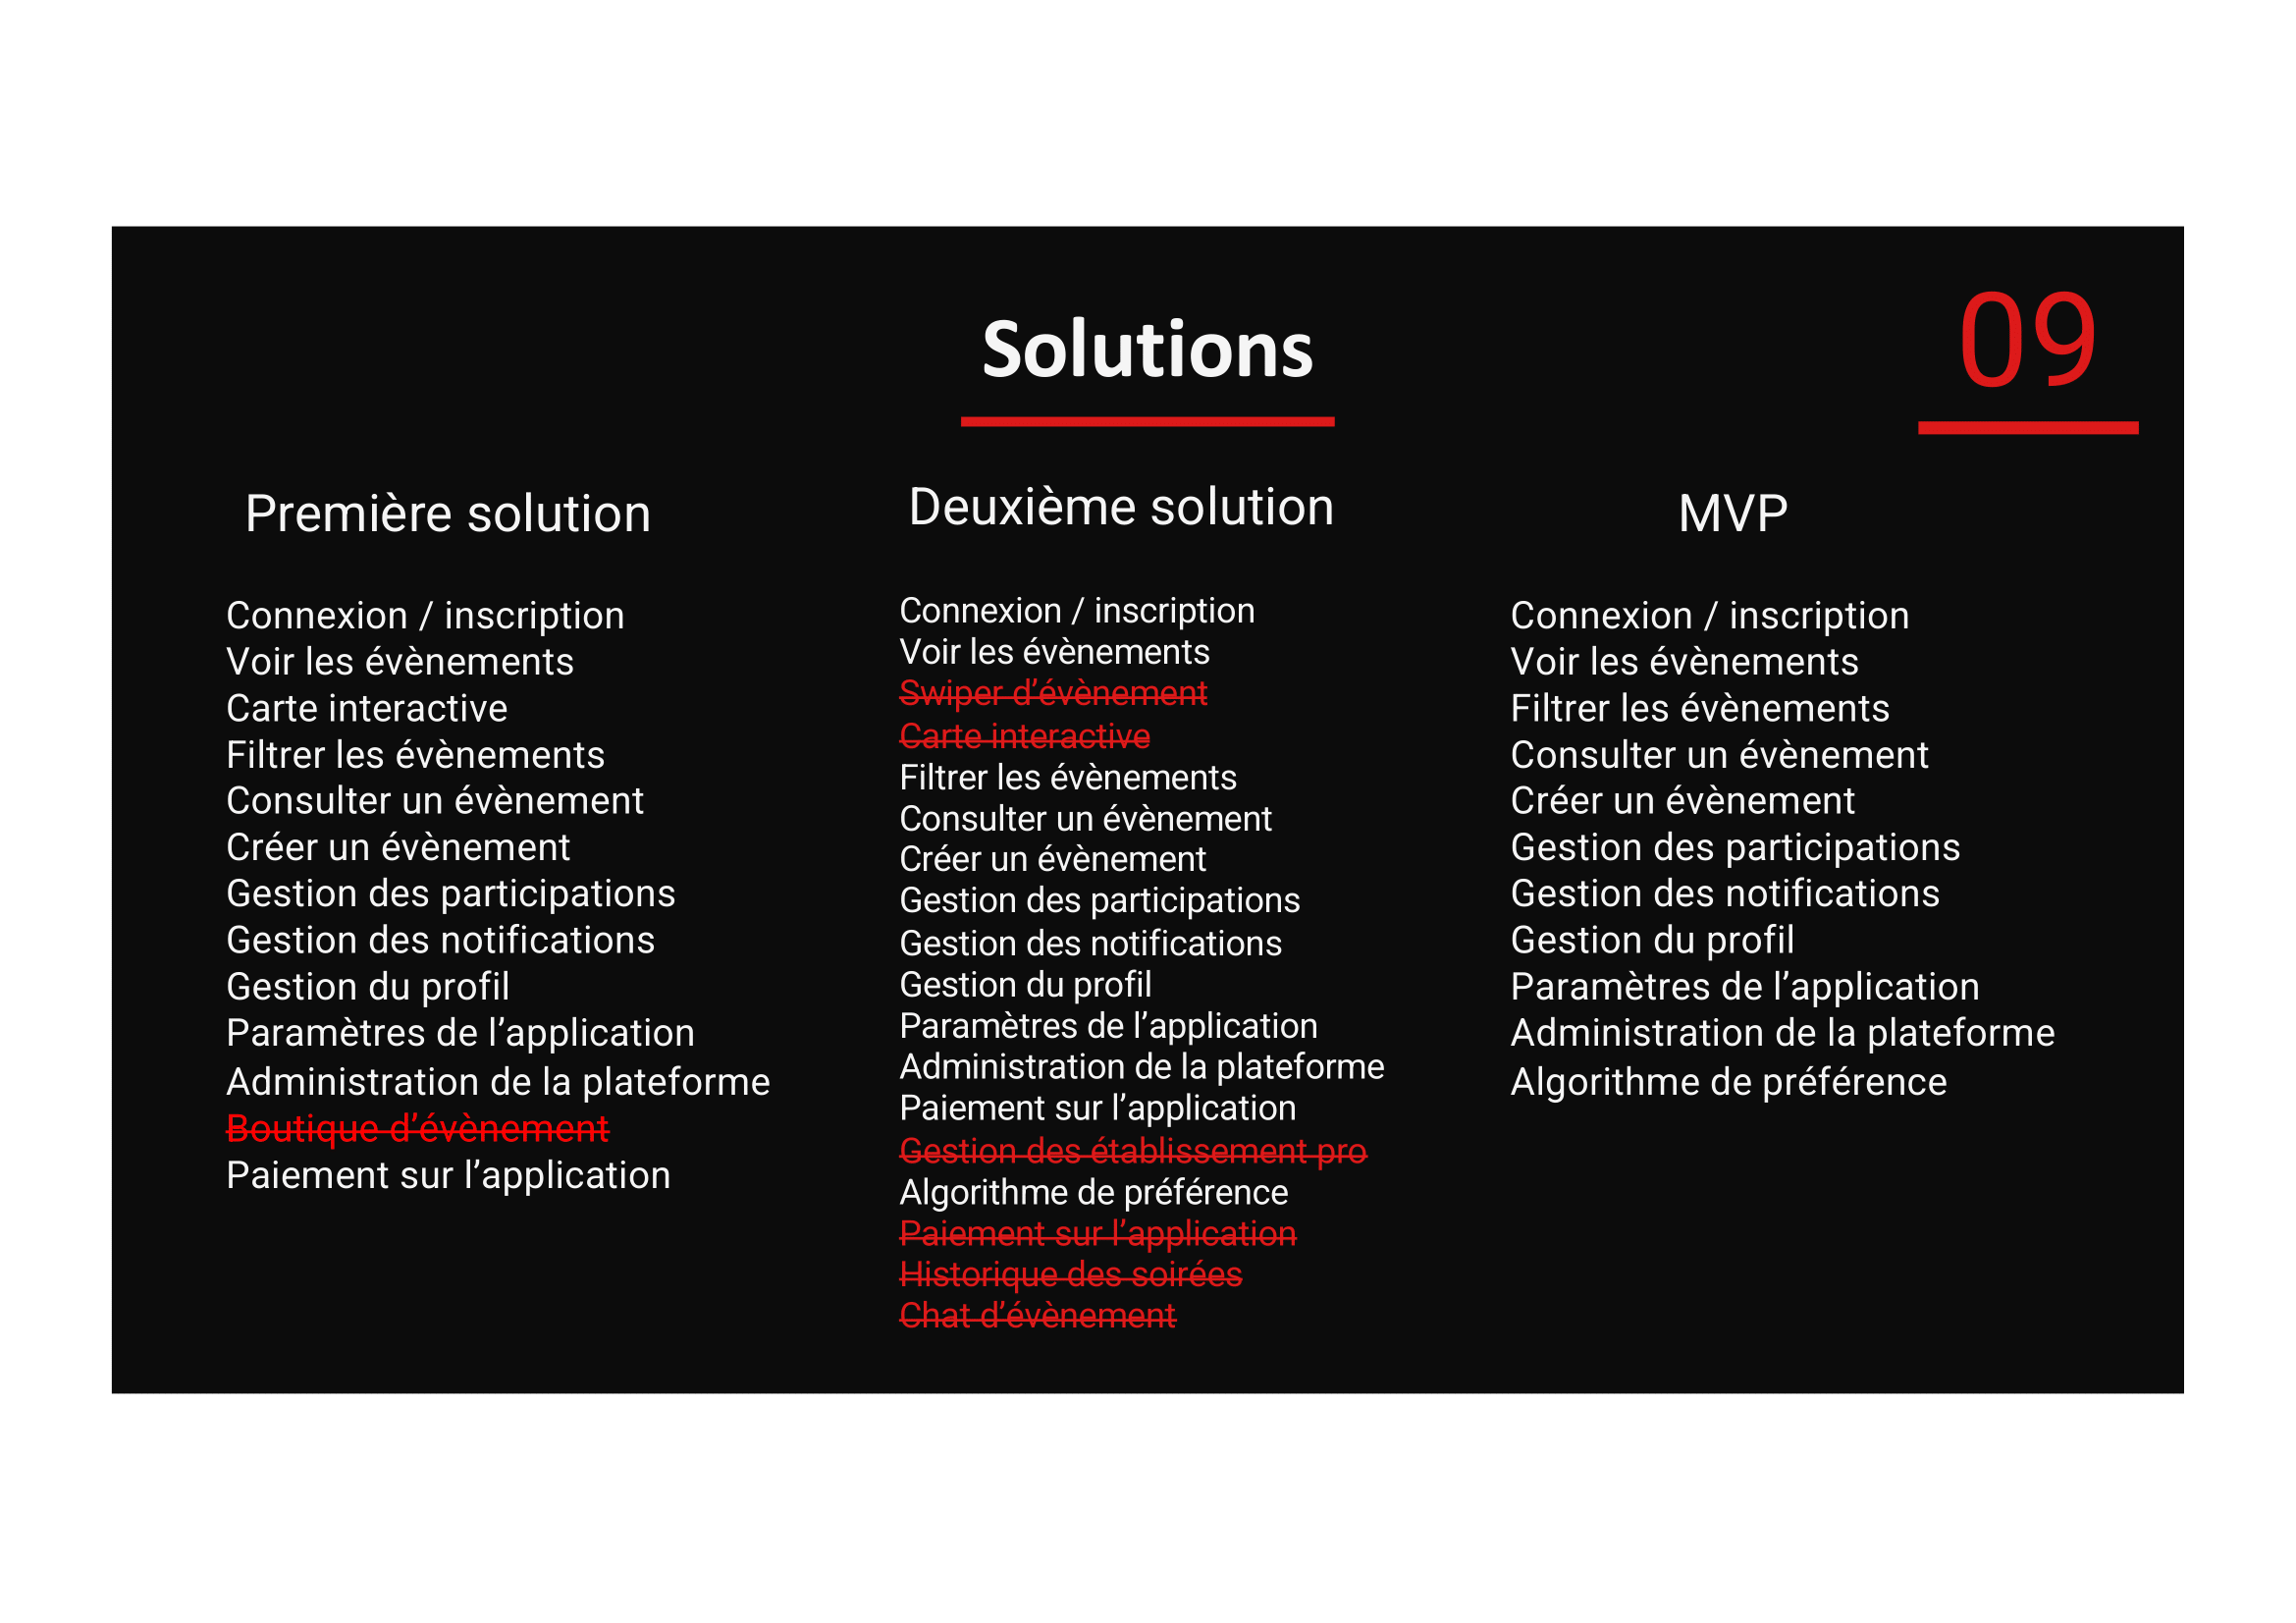 Solutions
09
Première solution
Connexion / inscription
Voir les évènements
Carte interactive
Filtrer les évènements
Consulter un évènement
Créer un évènement
Gestion des participations
Gestion des notifications
Gestion du profil
Paramètres de l’application
Administration de la plateforme
Boutique d’évènement
Paiement sur l’application
Deuxième solution
Connexion / inscription
Voir les évènements
Swiper d’évènement
Carte interactive
Filtrer les évènements
Consulter un évènement
Créer un évènement
Gestion des participations
Gestion des notifications
Gestion du profil
Paramètres de l’application
Administration de la plateforme
Paiement sur l’application
Gestion des établissement pro
Algorithme de préférence
Paiement sur l’application
Historique des soirées
Chat d’évènement
MVP
Connexion / inscription
Voir les évènements
Filtrer les évènements
Consulter un évènement
Créer un évènement
Gestion des participations
Gestion des notifications
Gestion du profil
Paramètres de l’application
Administration de la plateforme
Algorithme de préférence